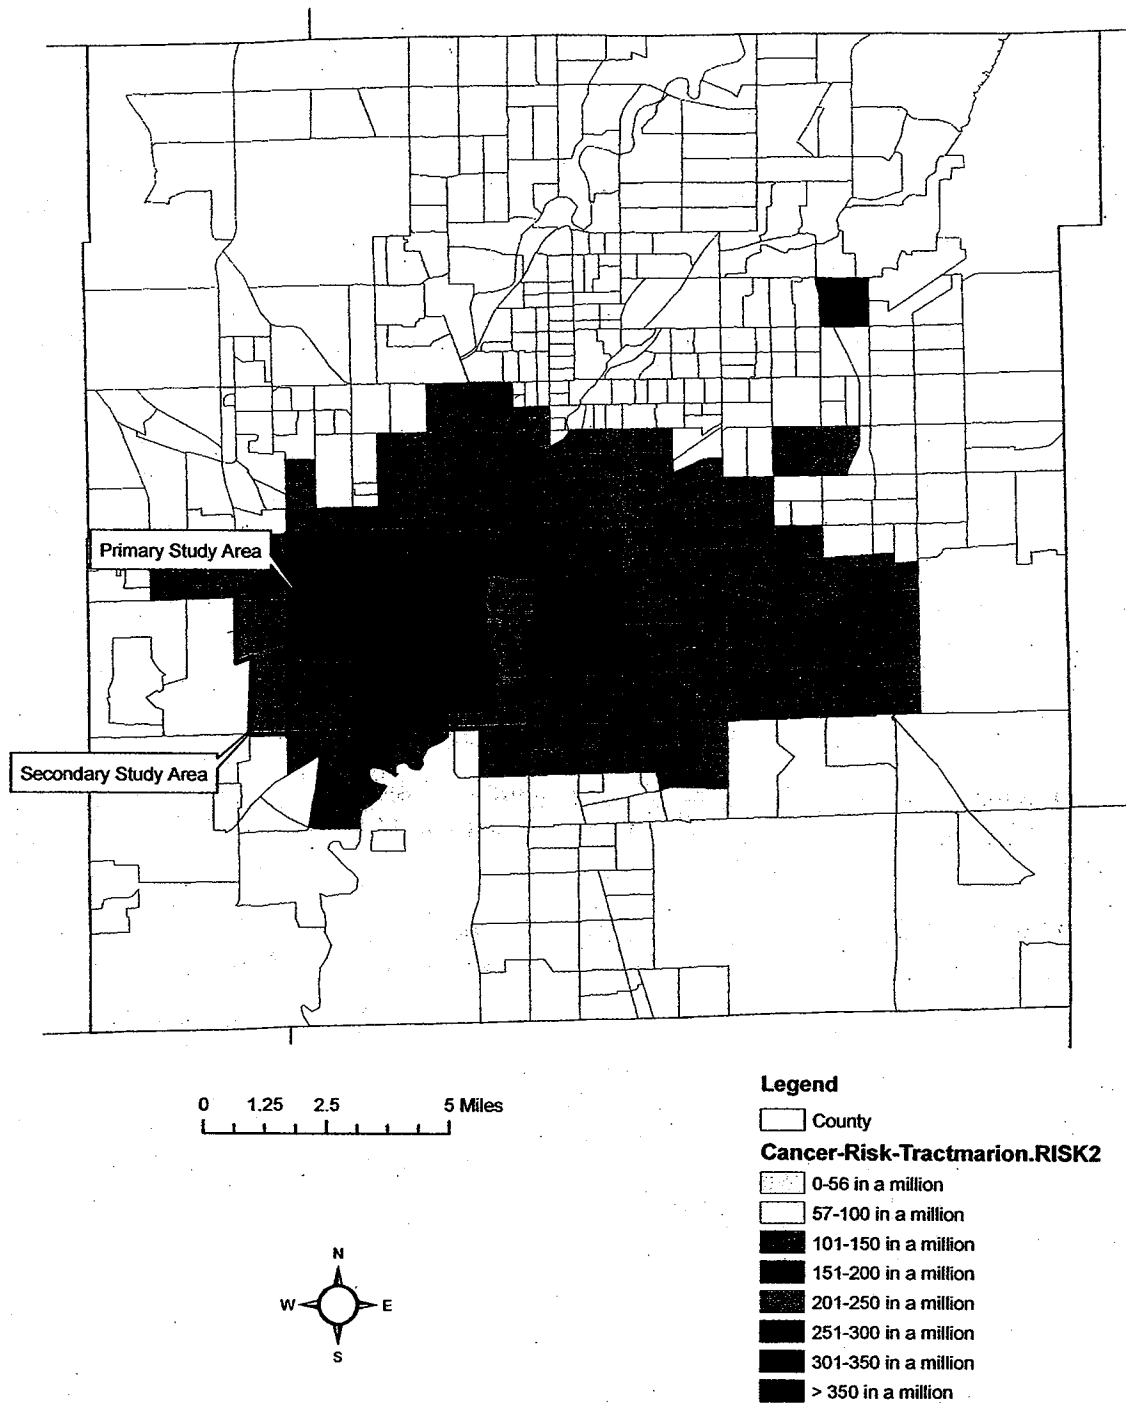 Primary Study Area
Secondary Study Area
0 1.25 2.5 5 Miles
N
W E
S
Legend
County
Cancer-Risk-Tractmarion.RISK2
0-56 in a million
57-100 in a million
101-150 in a million
151-200 in a million
201-250 in a million
251-300 in a million
301-350 in a million
> 350 in a million